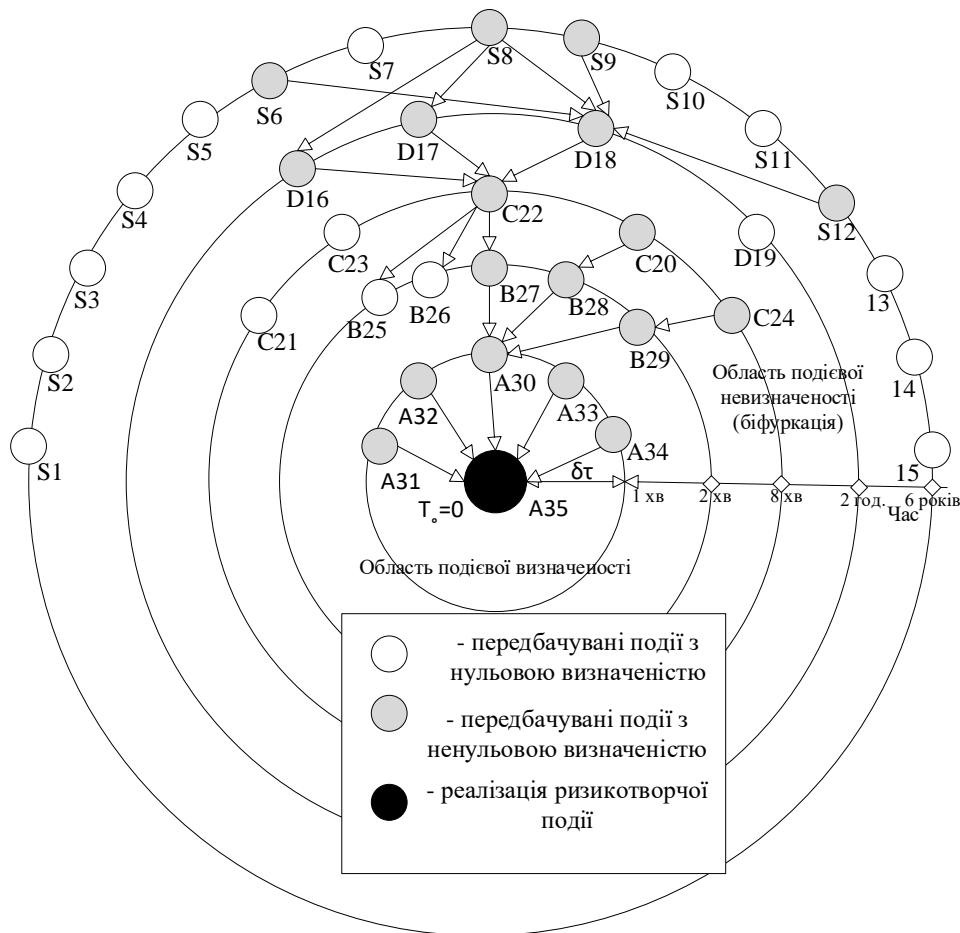 S8
S9
S7
S10
S6
S5
S11
D17
D18
S4
D16
C22
S12
C23
C20
D19
S3
13
B27
B26
B28
B25
C24
C21
B29
S2
A30
Область подієвої
невизначеності
(біфуркація)
14
A32
A33
A34
S1
A31
δτ
15
1 хв
2 хв
8 хв
2 год.
6 років
Час
T₀=0
A35
Область подієвої визначеності
- передбачувані події з
нульовою визначеністю
- передбачувані події з
ненульовою визначеністю
- реалізація ризикотворчої
події